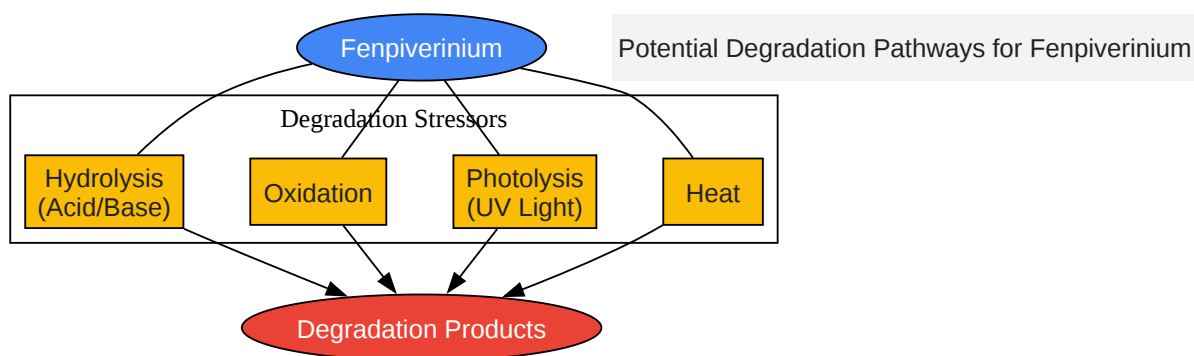 Fenpiverinium
Potential Degradation Pathways for Fenpiverinium
Degradation Stressors
Hydrolysis
(Acid/Base)
Oxidation
Photolysis
(UV Light)
Heat
Degradation Products